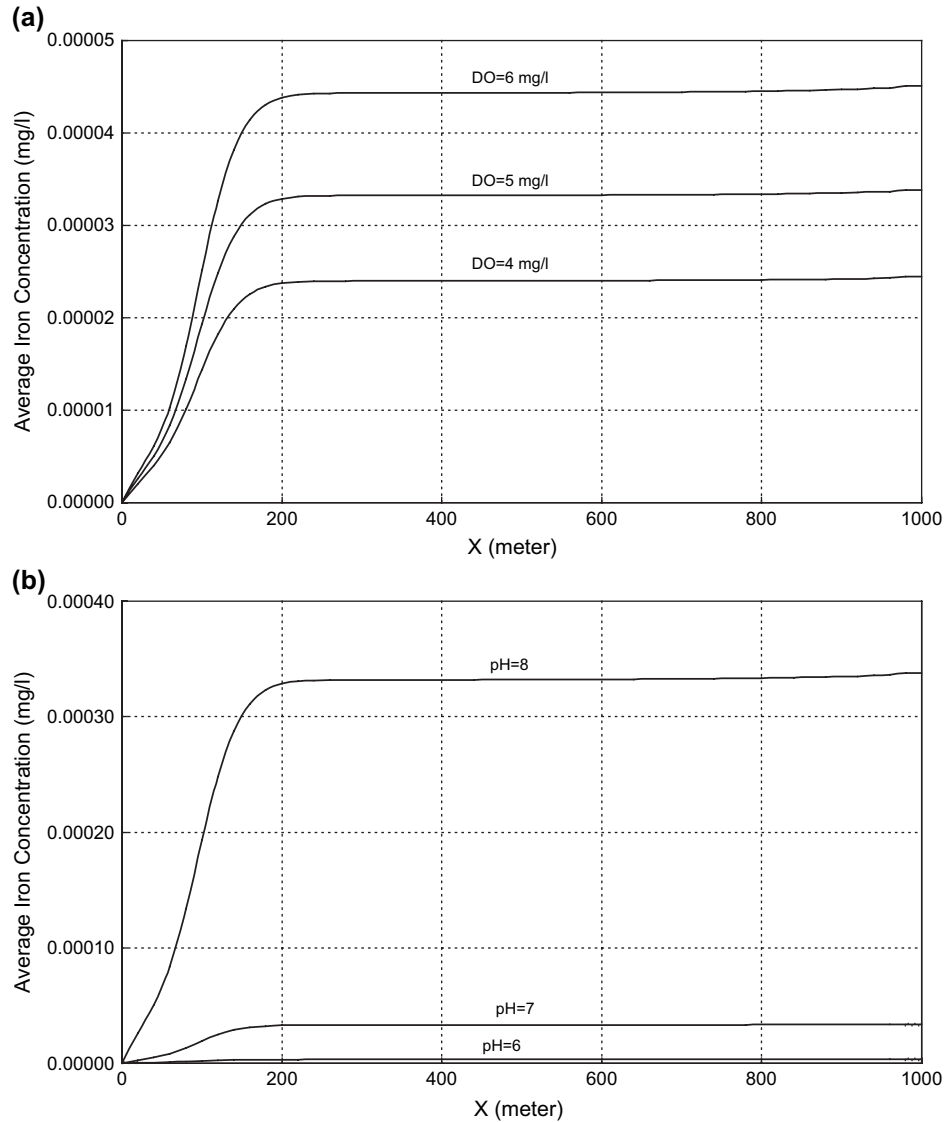 (a)
Average Iron Concentration (mg/l)
0.00005
0.00004
0.00003
0.00002
0.00001
0.00000
DO=6 mg/l
DO=5 mg/l
DO=4 mg/l
0 200 400 600 800 1000
X (meter)
(b)
Average Iron Concentration (mg/l)
0.00040
0.00030
0.00020
0.00010
0.00000
pH=8
pH=7
pH=6
0 200 400 600 800 1000
X (meter)